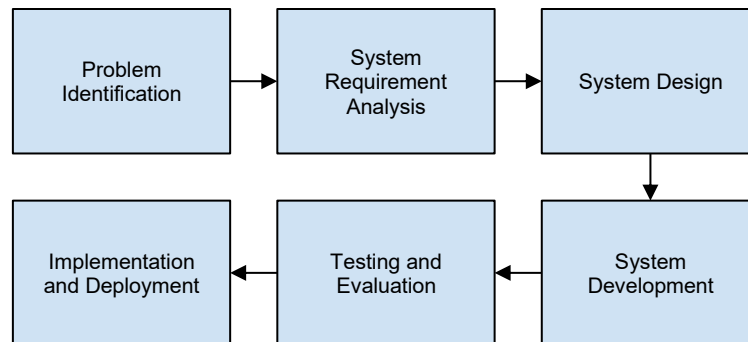 Problem
Identification
System
Requirement
Analysis
System Design
System
Development
Testing and
Evaluation
Implementation
and Deployment